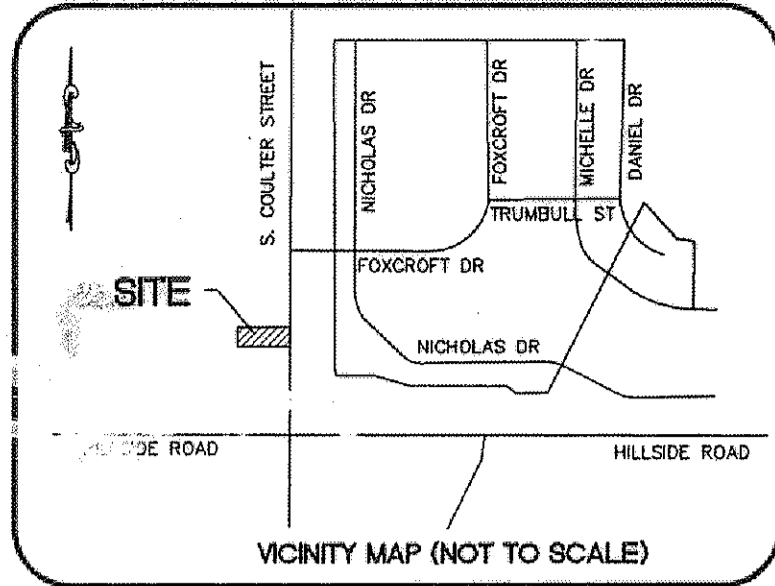 S. COULTER STREET
NICHOLAS DR
FOXCROFT DR
MICHELLE DR
DANIEL DR
TRUMBULL ST
FOXCROFT DR
SITE
NICHOLAS DR
ROAD
HILLSIDE ROAD
VICINITY MAP (NOT TO SCALE)